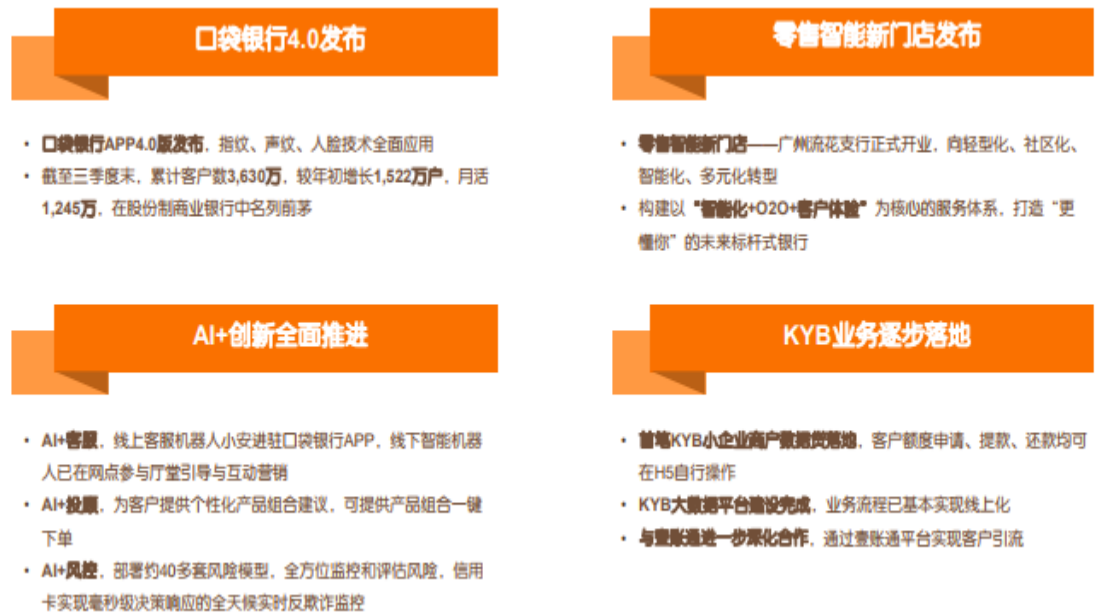 口袋银行4.0发布
• 口袋银行APP4.0版发布，指纹、声纹、人脸技术全面应用
• 截至三季度末，累计客户数3,630万，较年初增长1,522万户，月活
1,245万，在股份制商业银行中名列前茅
零售智能新门店发布
• 零售智能新门店——广州流花支行正式开业，向轻型化、社区化、
智能化、多元化转型
• 构建以“智能化+O2O+客户体验”为核心的服务体系，打造“更
懂你”的未来标杆式银行
AI+创新全面推进
• AI+客服，线上客服机器人小安进驻口袋银行APP，线下智能机器
人已在网点参与厅堂引导与互动营销
• AI+投顾，为客户提供个性化产品组合建议，可提供产品组合一键
下单
• AI+风控，部署约40多套风险模型，全方位监控和评估风险，信用
卡实现毫秒级决策响应的全天候实时反欺诈监控
KYB业务逐步落地
• 首笔KYB小企业商户数据贷落地，客户额度申请、提款、还款均可
在H5自行操作
• KYB大数据平台建设完成，业务流程已基本实现线上化
• 与壹账通进一步深化合作，通过壹账通平台实现客户引流